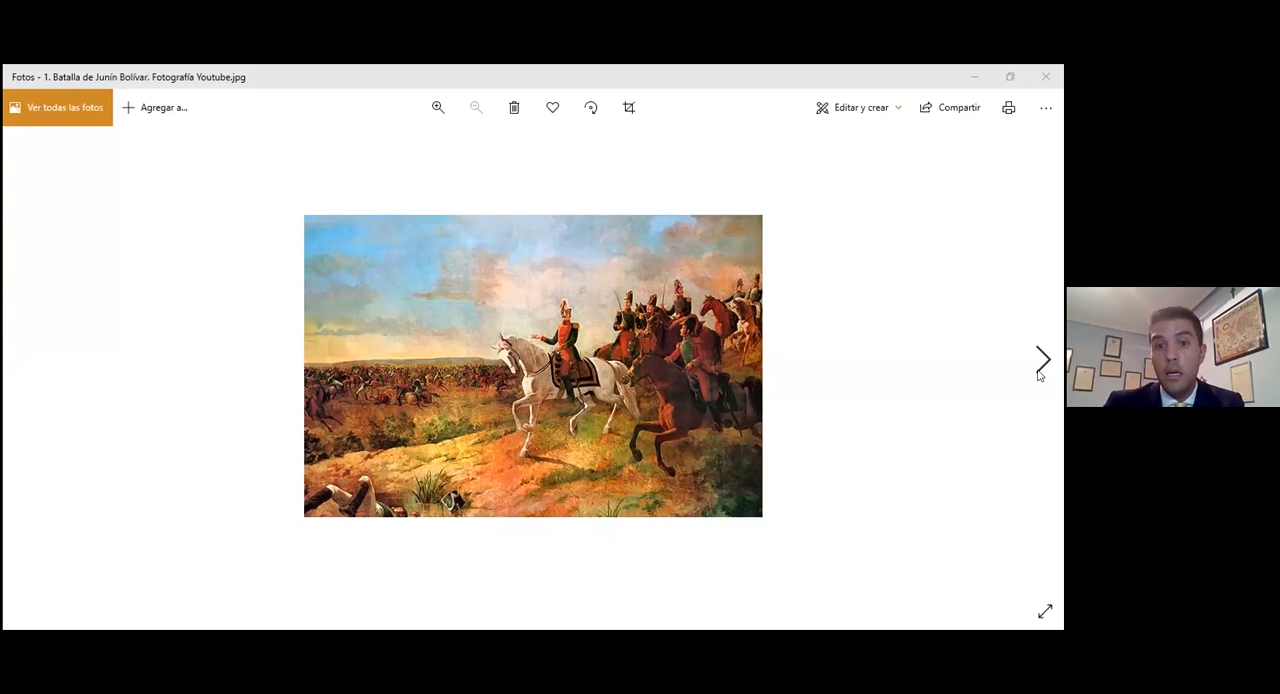 Fotos - 1. Batalla de Junín Bolívar. Fotografía Youtube.jpg
Ver todas las fotos
Agregar a...
Editar y crear
Compartir